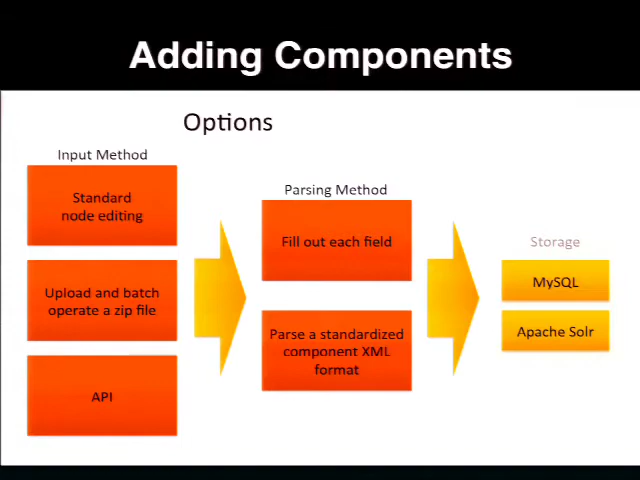 Adding Components
Options
Input Method
Standard
node editing
Upload and batch
operate a zip file
API
Parsing Method
Fill out each field
Parse a standardized
component XML
format
Storage
MySQL
Apache Solr